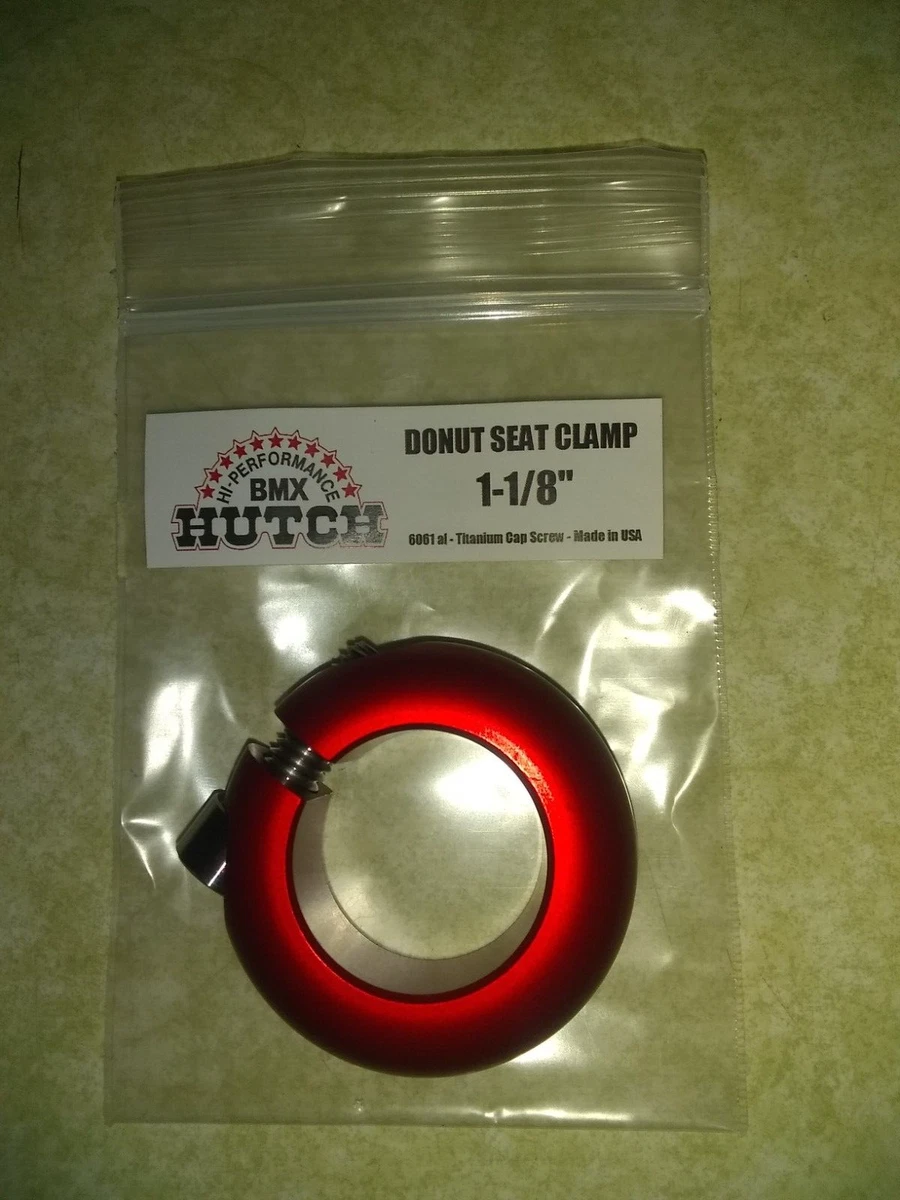 HI-PERFORMANCE
BMX
HUTCH
DONUT SEAT CLAMP
1-1/8"
6061 al - Titanium Cap Screw - Made in USA